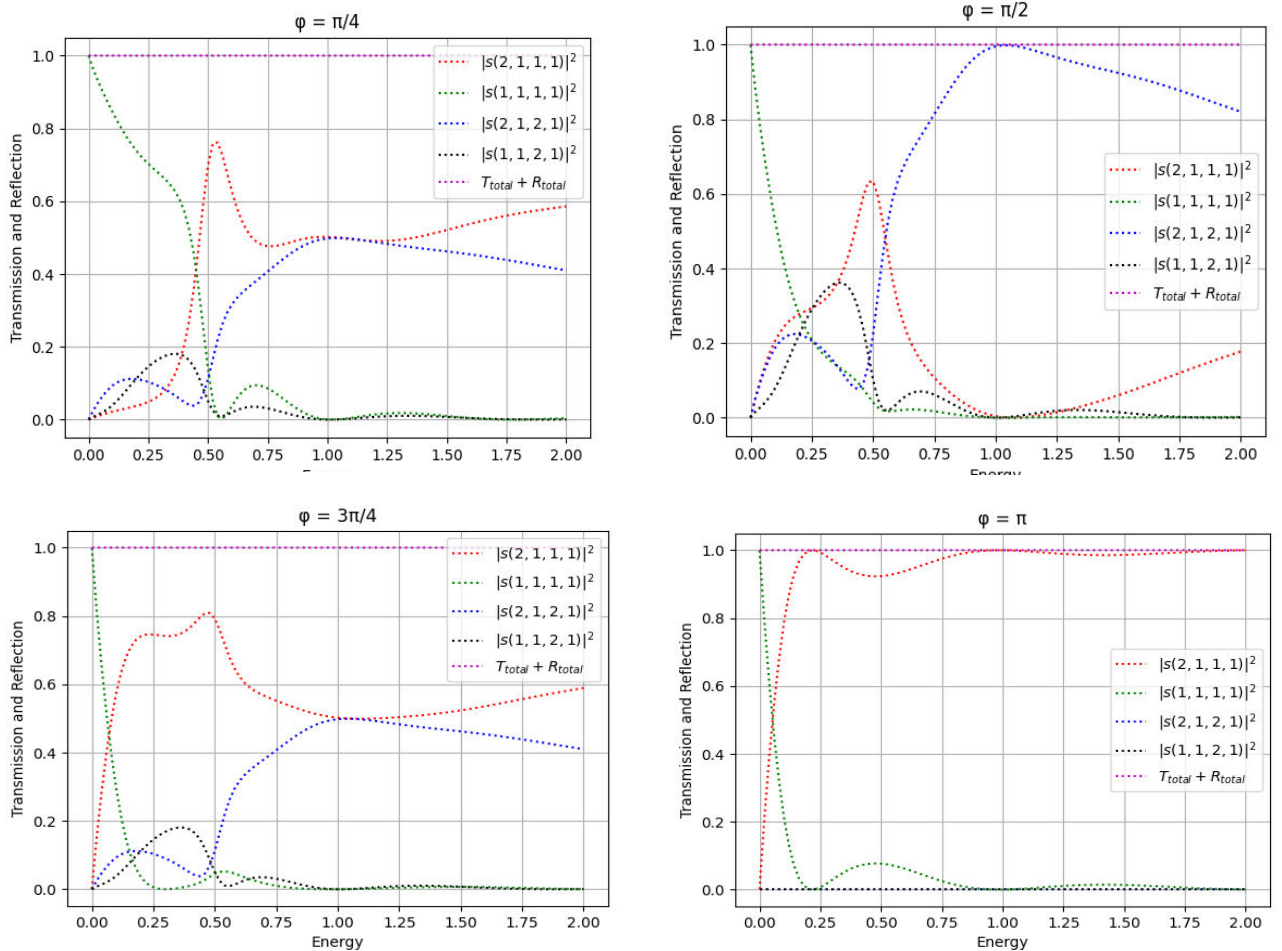 φ = π/4
1.0
0.8
0.6
0.4
0.2
0.0
Transmission and Reflection
|s(2,1,1,1)|²
|s(1,1,1,1)|²
|s(2,1,2,1)|²
|s(1,1,2,1)|²
T_total + R_total
0.00 0.25 0.50 0.75 1.00 1.25 1.50 1.75 2.00
φ = π/2
1.0
0.8
0.6
0.4
0.2
0.0
Transmission and Reflection
|s(2,1,1,1)|²
|s(1,1,1,1)|²
|s(2,1,2,1)|²
|s(1,1,2,1)|²
T_total + R_total
0.00 0.25 0.50 0.75 1.00 1.25 1.50 1.75 2.00
Energy
φ = 3π/4
1.0
0.8
0.6
0.4
0.2
0.0
Transmission and Reflection
|s(2,1,1,1)|²
|s(1,1,1,1)|²
|s(2,1,2,1)|²
|s(1,1,2,1)|²
T_total + R_total
0.00 0.25 0.50 0.75 1.00 1.25 1.50 1.75 2.00
Energy
φ = π
1.0
0.8
0.6
0.4
0.2
0.0
Transmission and Reflection
|s(2,1,1,1)|²
|s(1,1,1,1)|²
|s(2,1,2,1)|²
|s(1,1,2,1)|²
T_total + R_total
0.00 0.25 0.50 0.75 1.00 1.25 1.50 1.75 2.00
Energy